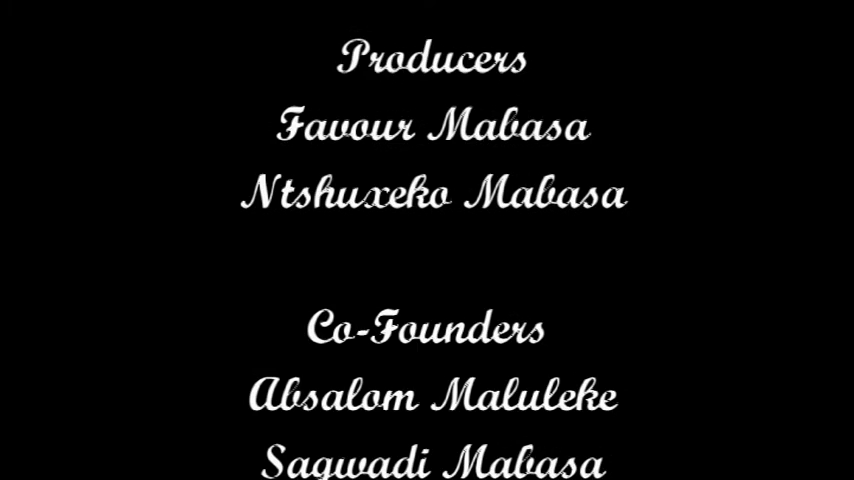 Producers
Favour Mabasa
Ntshuxeko Mabasa
Co-Founders
Absalom Maluleke
Sagwadi Mabasa